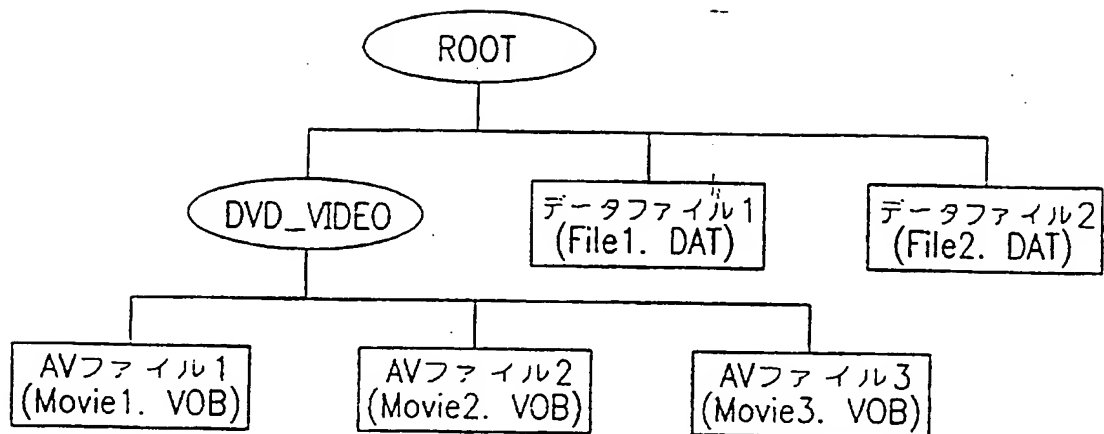 ROOT
DVD_VIDEO
データファイル1
(File1. DAT)
データファイル2
(File2. DAT)
AVファイル1
(Movie1. VOB)
AVファイル2
(Movie2. VOB)
AVファイル3
(Movie3. VOB)